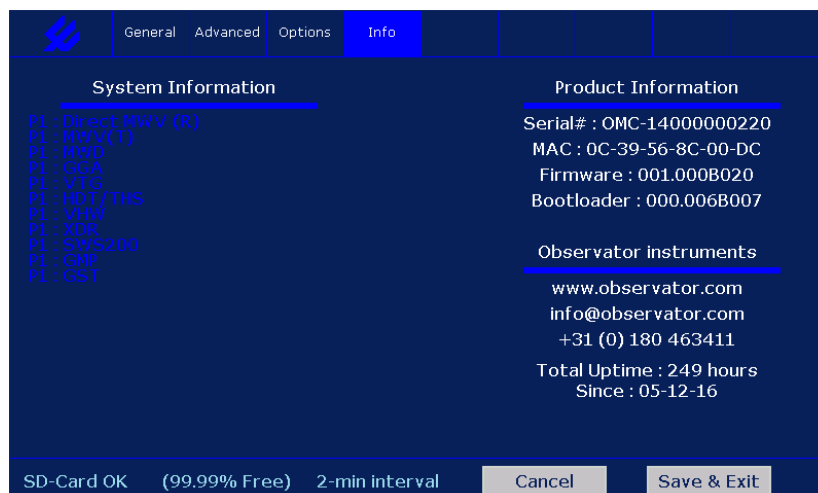 General Advanced Options Info
System Information
P1 : Direct MWV (R)
P1 : MWV(T)
P1 : MWD
P1 : GGA
P1 : VTG
P1 : HDT/THS
P1 : VHW
P1 : XDR
P1 : SWS200
P1 : GMP
P1 : GST
Product Information
Serial# : OMC-14000000220
MAC : 0C-39-56-8C-00-DC
Firmware : 001.000B020
Bootloader : 000.006B007
Observator instruments
www.observator.com
info@observator.com
+31 (0) 180 463411
Total Uptime : 249 hours
Since : 05-12-16
SD-Card OK (99.99% Free) 2-min interval Cancel Save & Exit